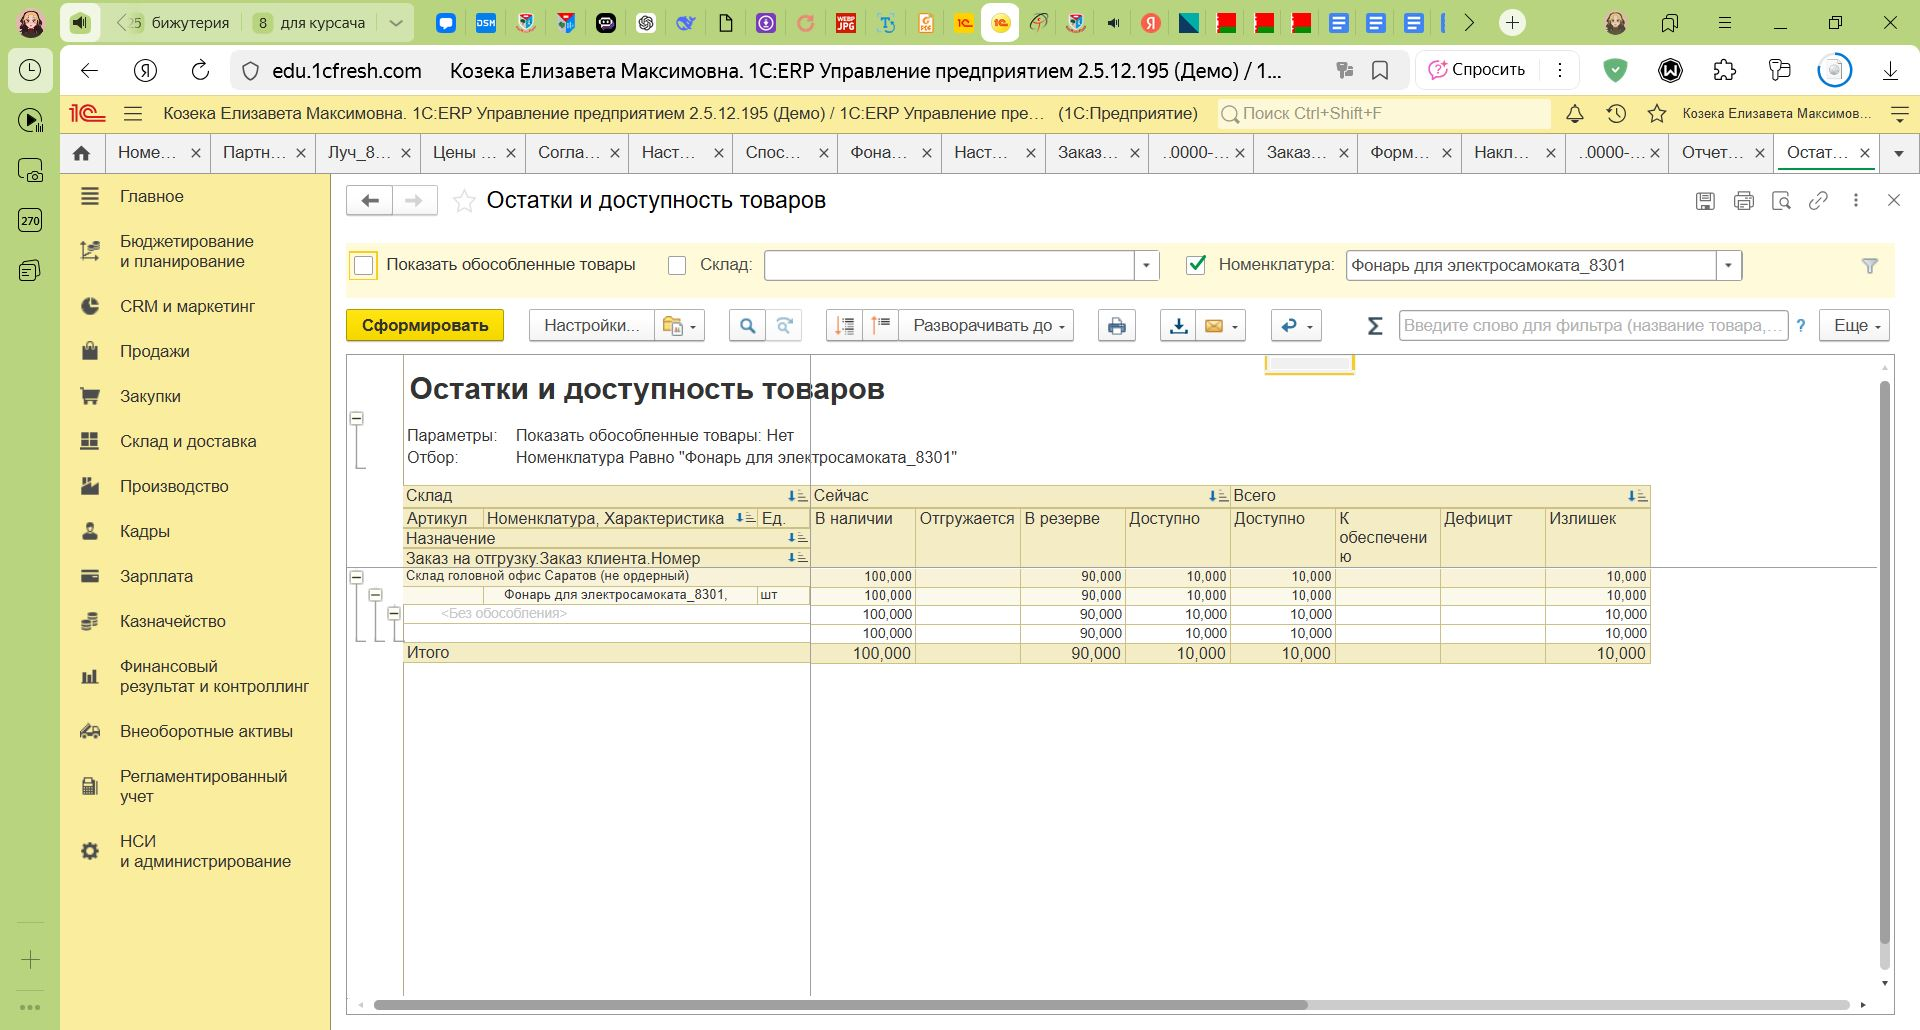 25 бижутерия 8 для курсача
edu.1cfresh.com Козека Елизавета Максимовна. 1С:ERP Управление предприятием 2.5.12.195 (Демо) / 1... Спросить
Козека Елизавета Максимовна. 1С:ERP Управление предприятием 2.5.12.195 (Демо) / 1С:ERP Управление пре... (1С:Предприятие) Поиск Ctrl+Shift+F Козека Елизавета Максимов...
Номе... Партн... Луч_8... Цены ... Согла... Наст... Спос... Фона... Наст... Заказ... ..0000-... Заказ... Форм... Накл... ..0000-... Отчет... Остат...
270
Главное
Бюджетирование
и планирование
CRM и маркетинг
Продажи
Закупки
Склад и доставка
Производство
Кадры
Зарплата
Казначейство
Финансовый
результат и контроллинг
Внеоборотные активы
Регламентированный
учет
НСИ
и администрирование
Остатки и доступность товаров
Показать обособленные товары Склад: Номенклатура: Фонарь для электросамоката_8301
Сформировать Настройки... Разворачивать до Σ Введите слово для фильтра (название товара,... ? Еще
Остатки и доступность товаров
Параметры: Показать обособленные товары: Нет
Отбор: Номенклатура Равно "Фонарь для электросамоката_8301"
Склад Сейчас Всего
Артикул Номенклатура, Характеристика Ед. В наличии Отгружается В резерве Доступно Доступно К обеспечению Дефицит Излишек
Назначение
Заказ на отгрузку.Заказ клиента.Номер
Склад головной офис Саратов (не ордерный) 100,000 90,000 10,000 10,000 10,000
Фонарь для электросамоката_8301, шт 100,000 90,000 10,000 10,000 10,000
<Без обособления> 100,000 90,000 10,000 10,000 10,000
100,000 90,000 10,000 10,000 10,000
Итого 100,000 90,000 10,000 10,000 10,000